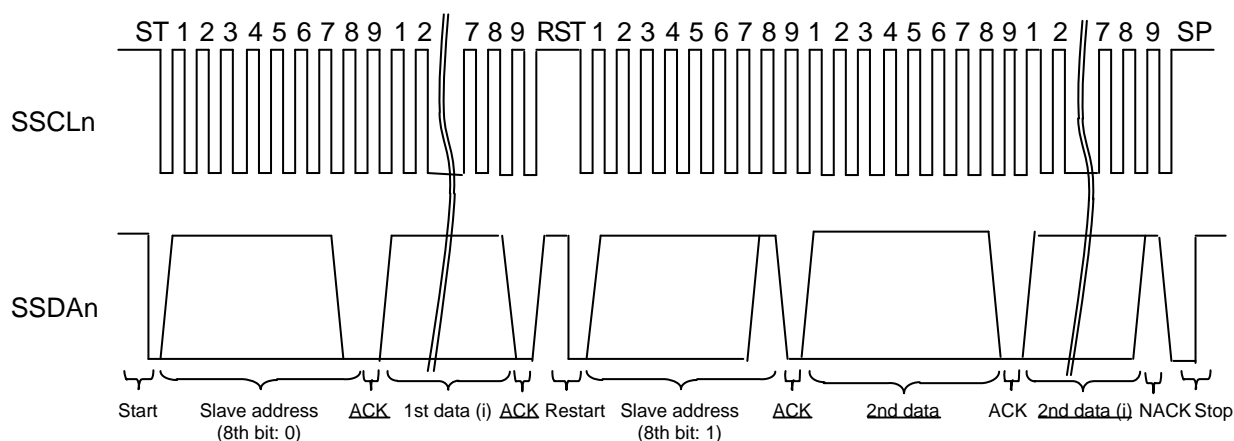 ST 1 2 3 4 5 6 7 8 9 1 2 7 8 9 RST 1 2 3 4 5 6 7 8 9 1 2 3 4 5 6 7 8 9 1 2 7 8 9 SP
SSCLn
SSDAn
Start Slave address ACK 1st data (i) ACK Restart Slave address ACK 2nd data ACK 2nd data (i) NACK Stop
(8th bit: 0) (8th bit: 1)